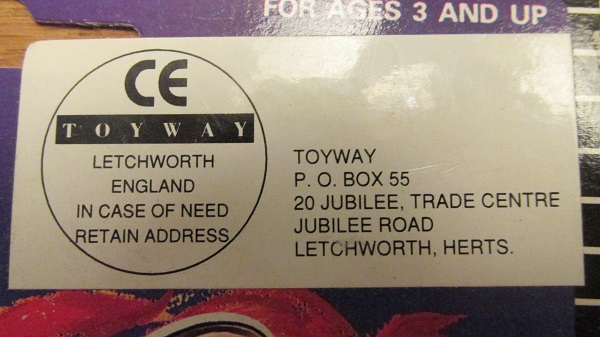 FOR AGES 3 AND UP
CE
TOYWAY
LETCHWORTH
ENGLAND
IN CASE OF NEED
RETAIN ADDRESS
TOYWAY
P. O. BOX 55
20 JUBILEE, TRADE CENTRE
JUBILEE ROAD
LETCHWORTH, HERTS.